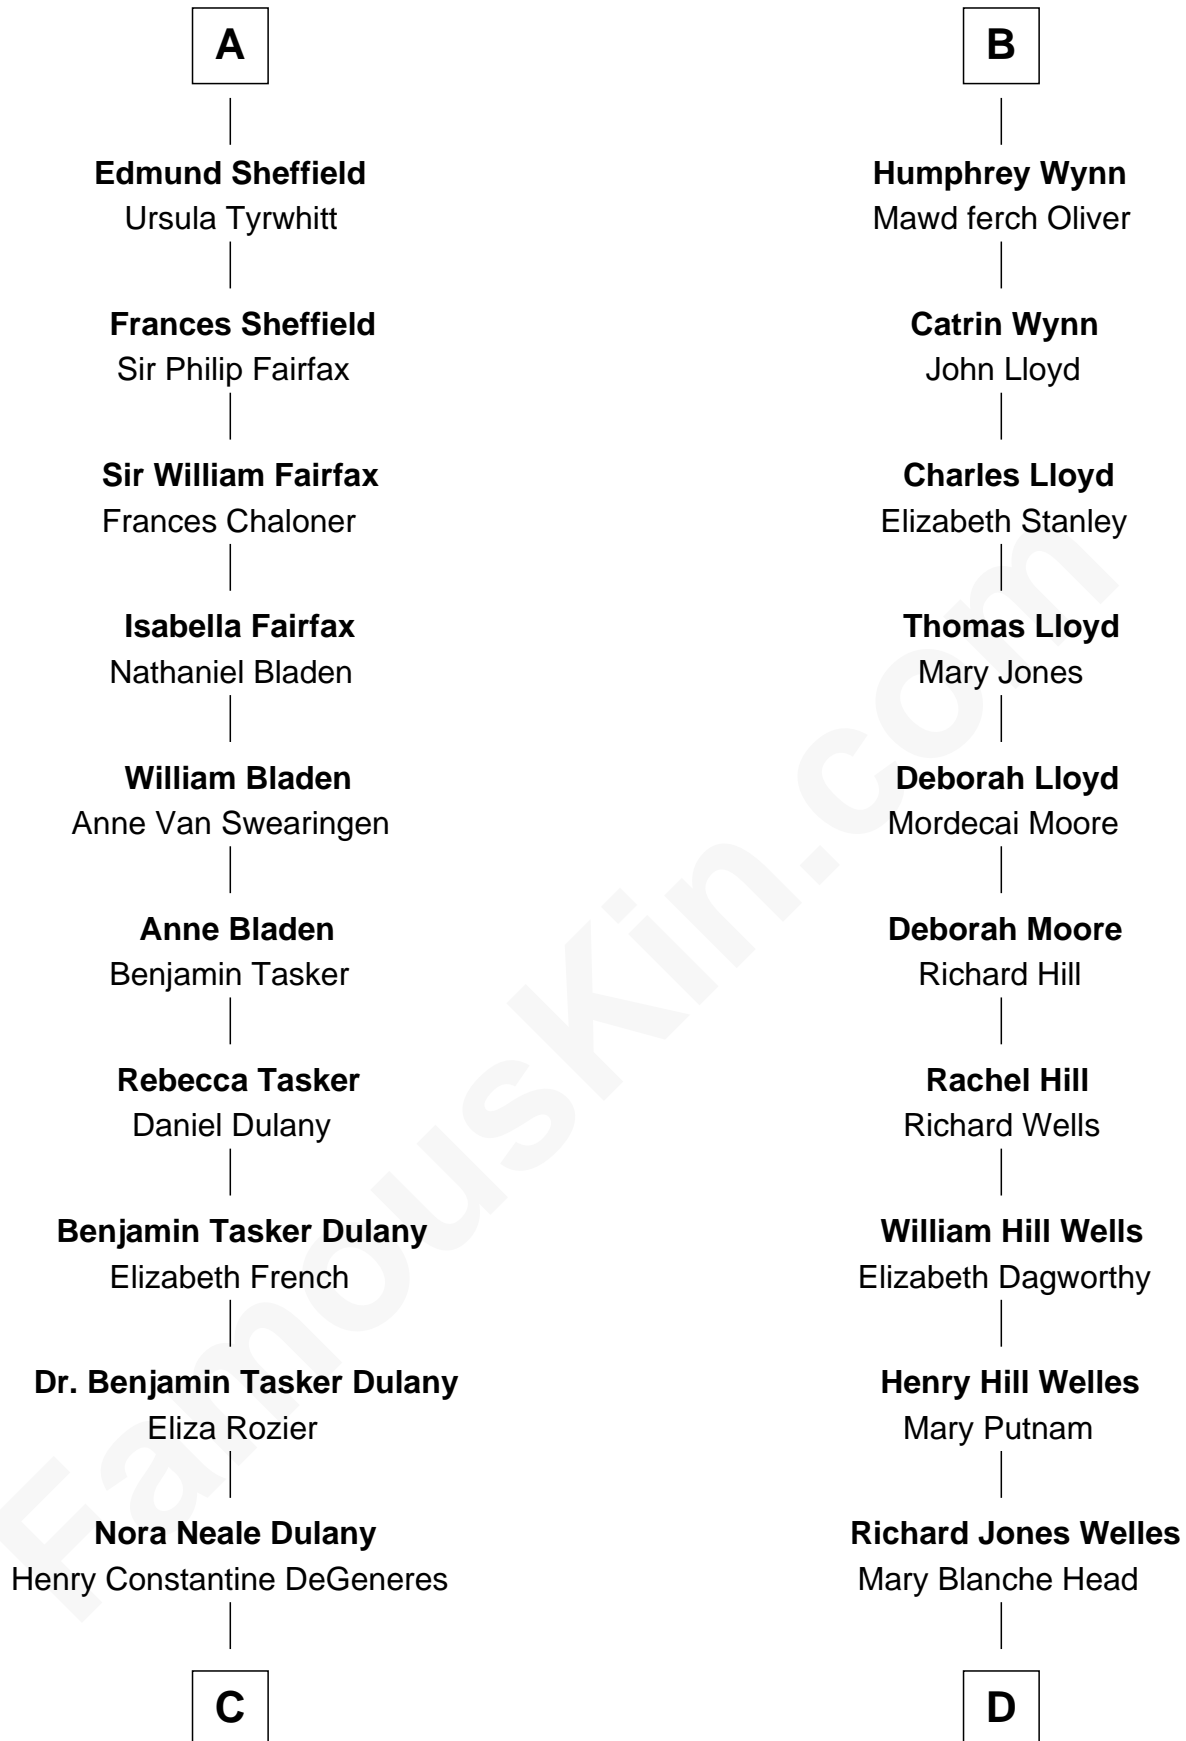 A
Edmund Sheffield
Ursula Tyrwhitt
Frances Sheffield
Sir Philip Fairfax
Sir William Fairfax
Frances Chaloner
Isabella Fairfax
Nathaniel Bladen
William Bladen
Anne Van Swearingen
Anne Bladen
Benjamin Tasker
Rebecca Tasker
Daniel Dulany
Benjamin Tasker Dulany
Elizabeth French
Dr. Benjamin Tasker Dulany
Eliza Rozier
Nora Neale Dulany
Henry Constantine DeGeneres
C
B
Humphrey Wynn
Mawd ferch Oliver
Catrin Wynn
John Lloyd
Charles Lloyd
Elizabeth Stanley
Thomas Lloyd
Mary Jones
Deborah Lloyd
Mordecai Moore
Deborah Moore
Richard Hill
Rachel Hill
Richard Wells
William Hill Wells
Elizabeth Dagworthy
Henry Hill Welles
Mary Putnam
Richard Jones Welles
Mary Blanche Head
D
FamousKin.com